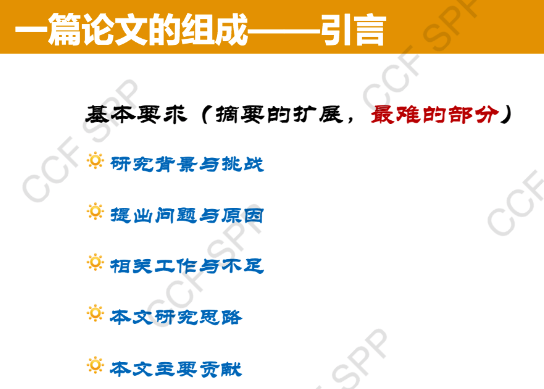 一篇论文的组成——引言
CCF SPP
基本要求（摘要的扩展，最难的部分）
CCF SPP
研究背景与挑战
CCF
提出问题与原因
CCF SPP
相关工作与不足
本文研究思路
SPP
本文主要贡献